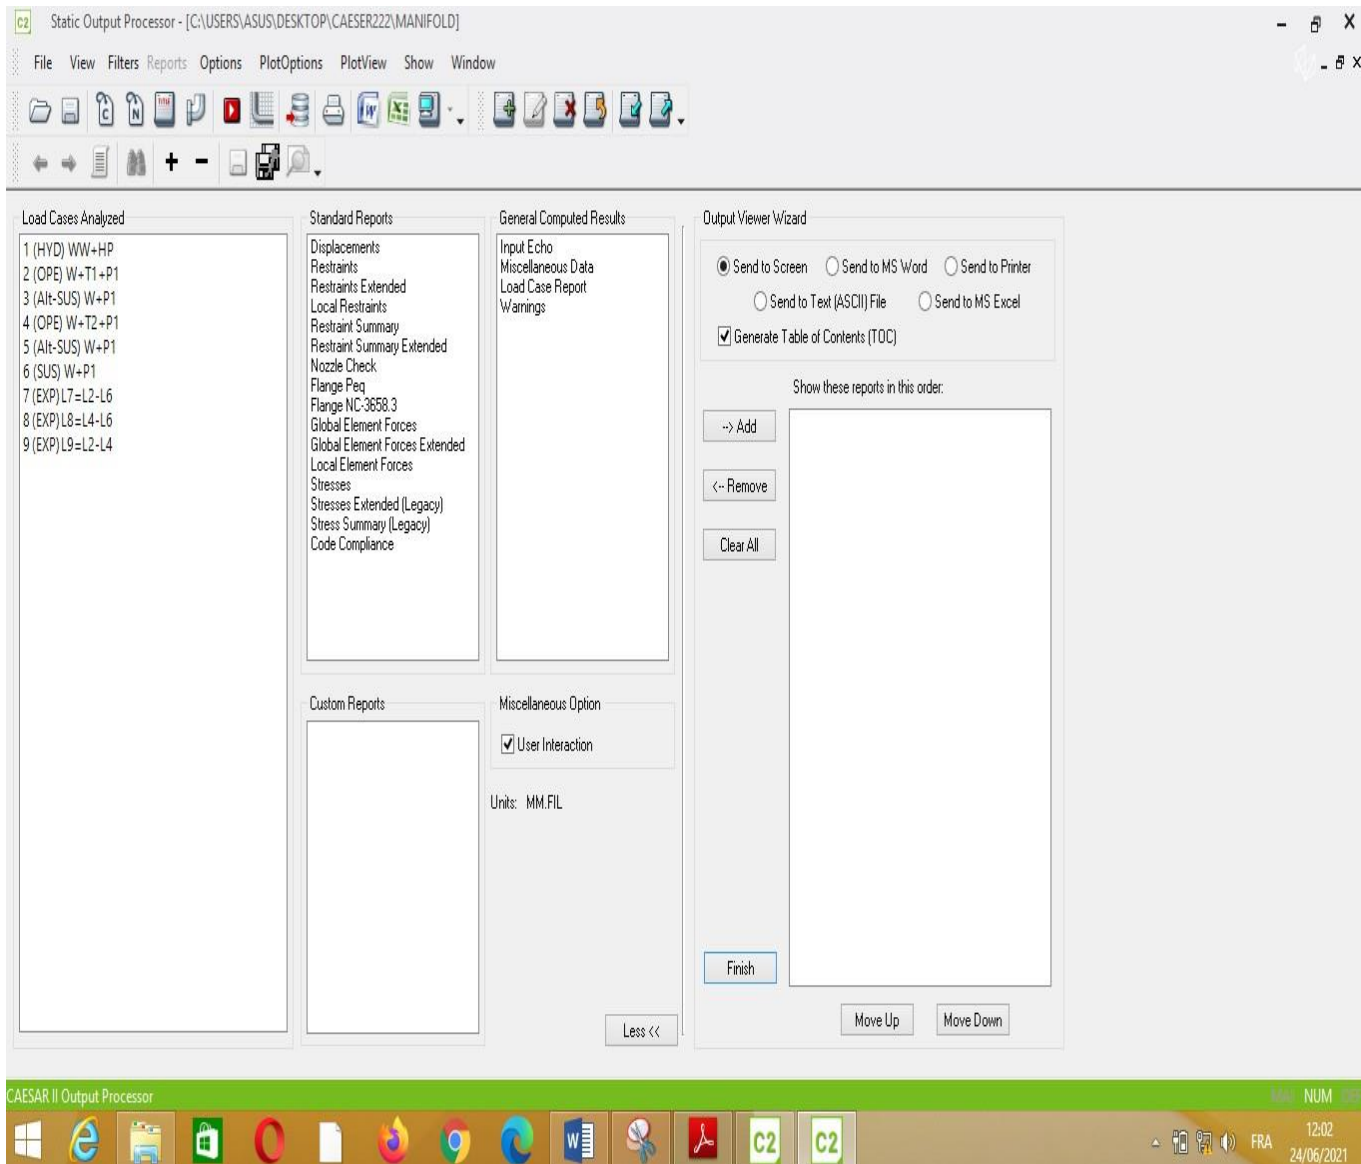 C2 Static Output Processor - [C:\USERS\ASUS\DESKTOP\CAESER222\MANIFOLD]
File View Filters Reports Options PlotOptions PlotView Show Window
Load Cases Analyzed
1 (HYD) WW+HP
2 (OPE) W+T1+P1
3 (Alt-SUS) W+P1
4 (OPE) W+T2+P1
5 (Alt-SUS) W+P1
6 (SUS) W+P1
7 (EXP) L7=L2-L6
8 (EXP) L8=L4-L6
9 (EXP) L9=L2-L4
Standard Reports
Displacements
Restraints
Restraints Extended
Local Restraints
Restraint Summary
Restraint Summary Extended
Nozzle Check
Flange Peq
Flange NC-3658.3
Global Element Forces
Global Element Forces Extended
Local Element Forces
Stresses
Stresses Extended (Legacy)
Stress Summary (Legacy)
Code Compliance
Custom Reports
General Computed Results
Input Echo
Miscellaneous Data
Load Case Report
Warnings
Miscellaneous Option
User Interaction
Units: MM.FIL
Less <<
Output Viewer Wizard
Send to Screen Send to MS Word Send to Printer
Send to Text (ASCII) File Send to MS Excel
Generate Table of Contents (TOC)
Show these reports in this order:
--> Add
<-- Remove
Clear All
Finish
Move Up Move Down
CAESAR II Output Processor
NUM
C2 C2
FRA
12:02
24/06/2021